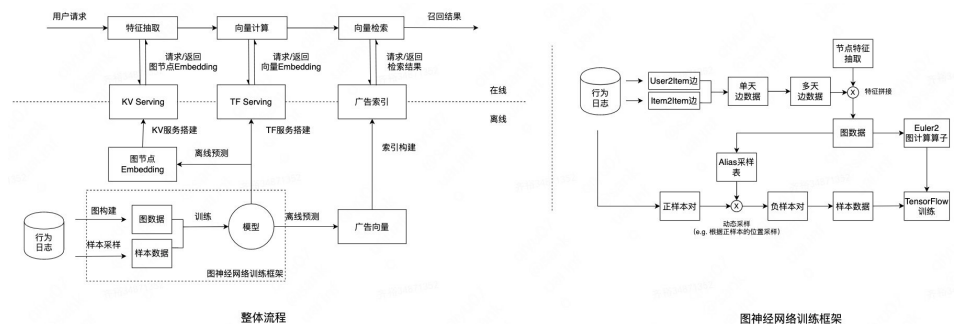 用户请求
特征抽取
向量计算
向量检索
召回结果
请求/返回
图节点Embedding
请求/返回
向量Embedding
请求/返回
检索结果
KV Serving
TF Serving
广告索引
在线
离线
KV服务搭建
TF服务搭建
索引构建
图节点
Embedding
离线预测
行为
日志
图构建
样本采样
图数据
样本数据
训练
模型
离线预测
广告向量
图神经网络训练框架
整体流程
节点特征
抽取
行为
日志
User2Item边
Item2Item边
单天
边数据
多天
边数据
X
特征拼接
图数据
Euler2
图计算算子
Alias采样
表
正样本对
X
负样本对
样本数据
TensorFlow
训练
动态采样
(e.g. 根据正样本的位置采样)
图神经网络训练框架